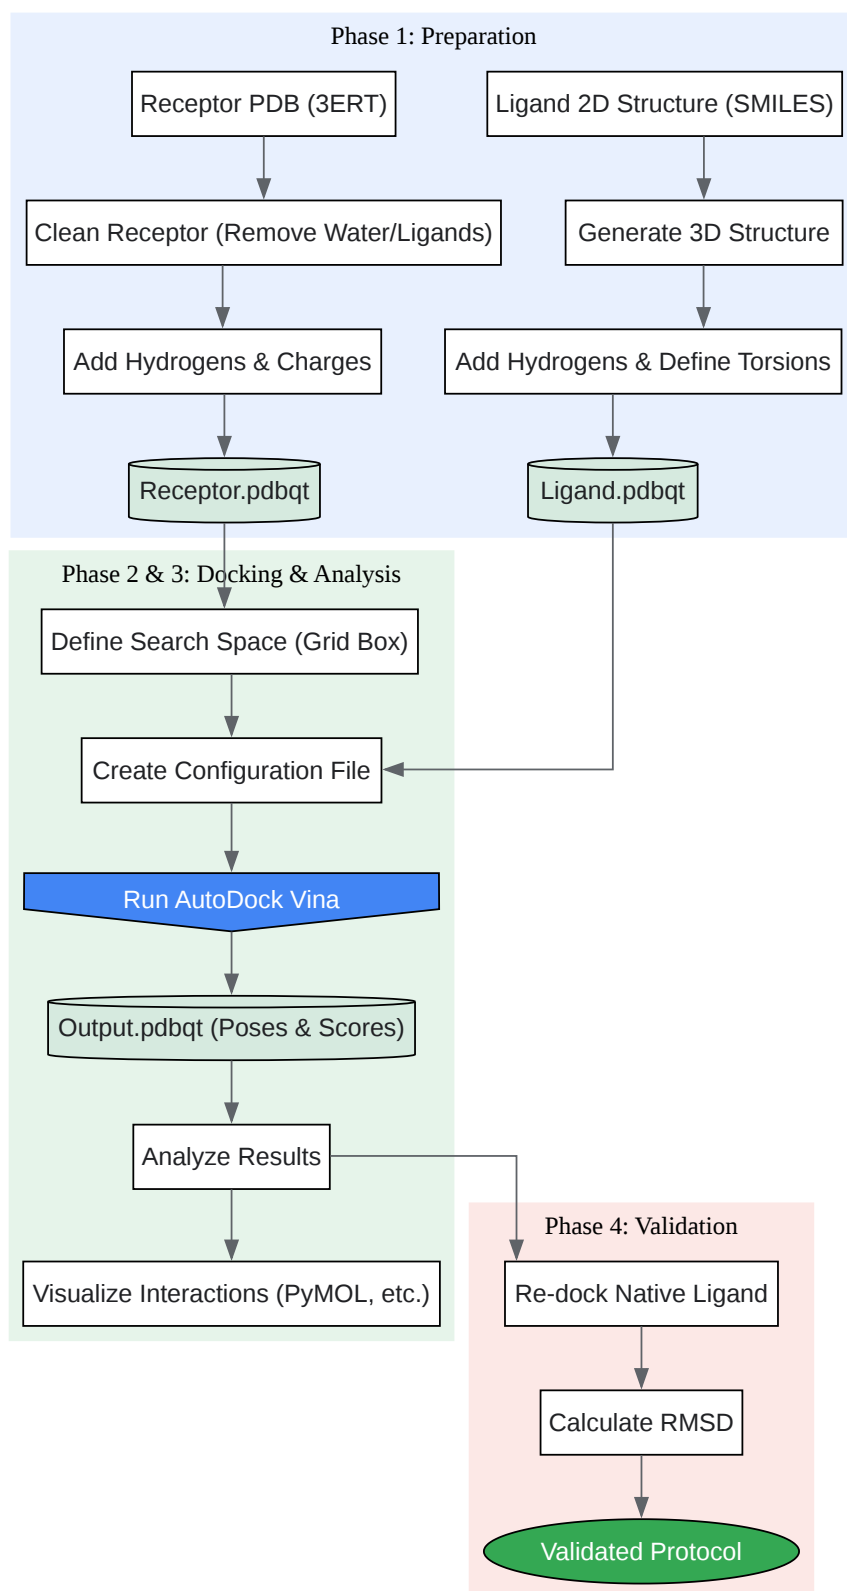 Phase 1: Preparation
Receptor PDB (3ERT)
Ligand 2D Structure (SMILES)
Clean Receptor (Remove Water/Ligands)
Generate 3D Structure
Add Hydrogens & Charges
Add Hydrogens & Define Torsions
Receptor.pdbqt
Ligand.pdbqt
Phase 2 & 3: Docking & Analysis
Define Search Space (Grid Box)
Create Configuration File
Run AutoDock Vina
Output.pdbqt (Poses & Scores)
Analyze Results
Visualize Interactions (PyMOL, etc.)
Phase 4: Validation
Re-dock Native Ligand
Calculate RMSD
Validated Protocol